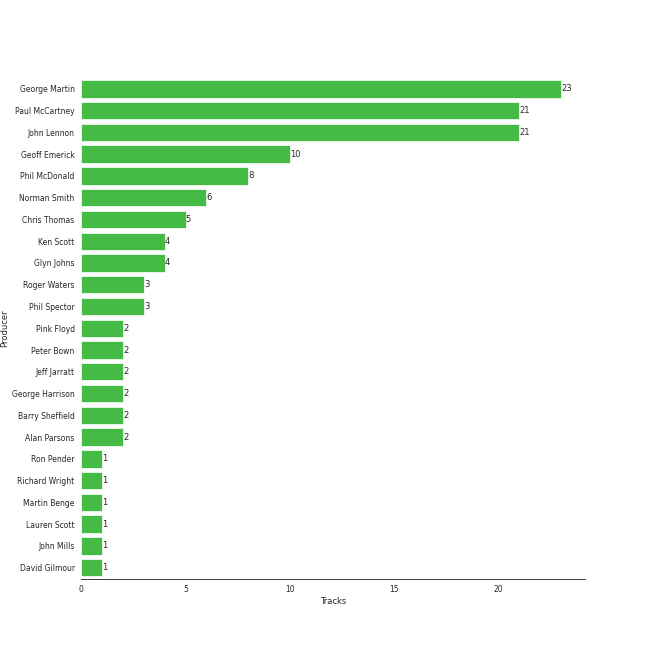 George Martin 23
Paul McCartney 21
John Lennon 21
Geoff Emerick 10
Phil McDonald 8
Norman Smith 6
Chris Thomas 5
Ken Scott 4
Glyn Johns 4
Roger Waters 3
Phil Spector 3
Pink Floyd 2
Peter Bown 2
Jeff Jarratt 2
George Harrison 2
Barry Sheffield 2
Alan Parsons 2
Ron Pender 1
Richard Wright 1
Martin Benge 1
Lauren Scott 1
John Mills 1
David Gilmour 1
Producer
0 5 10 15 20
Tracks